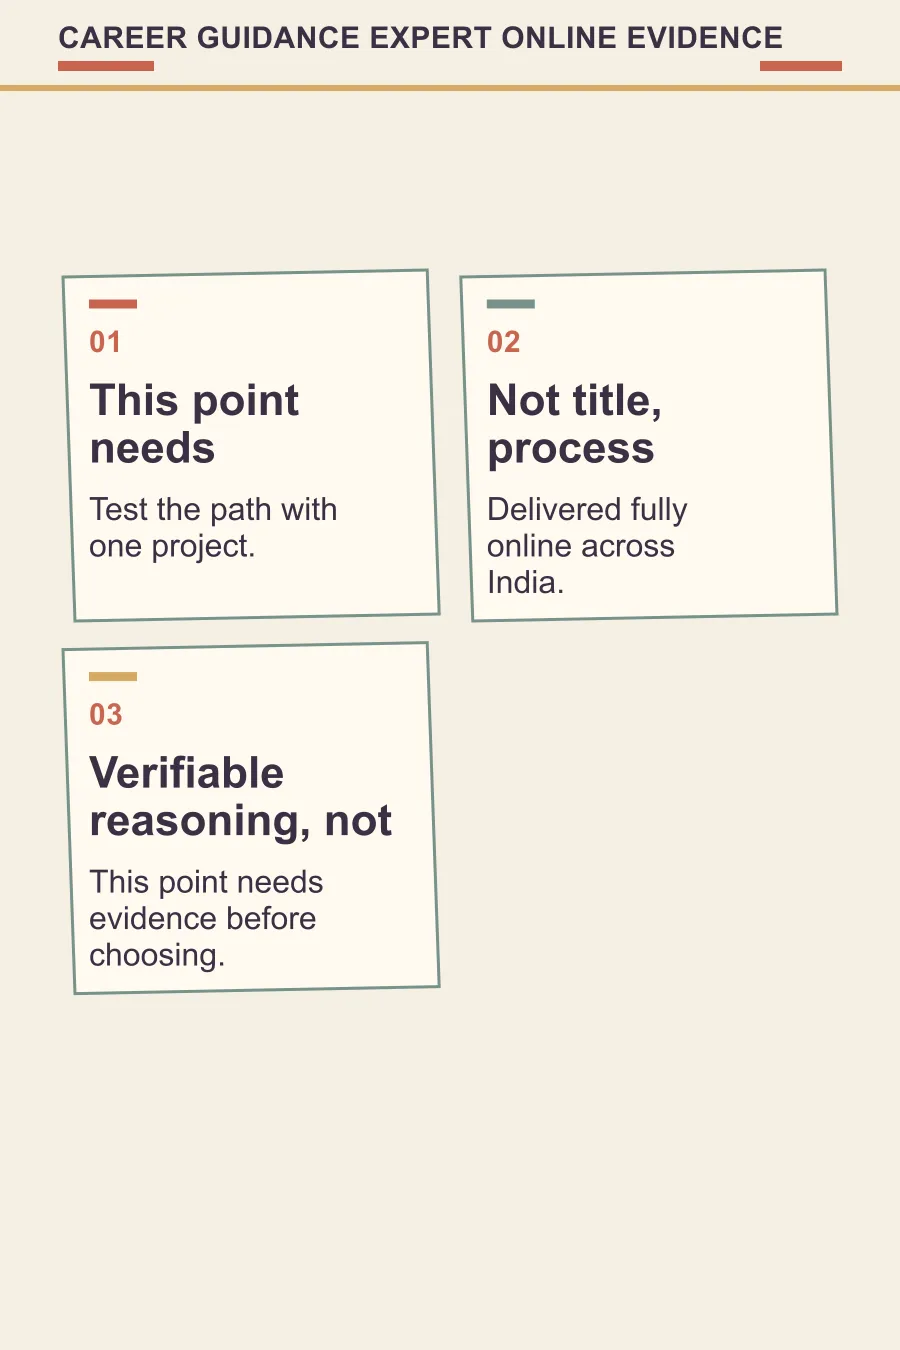 CAREER GUIDANCE EXPERT ONLINE EVIDENCE
01
This point
needs
Test the path with
one project.
02
Not title,
process
Delivered fully
online across
India.
03
Verifiable
reasoning, not
This point needs
evidence before
choosing.